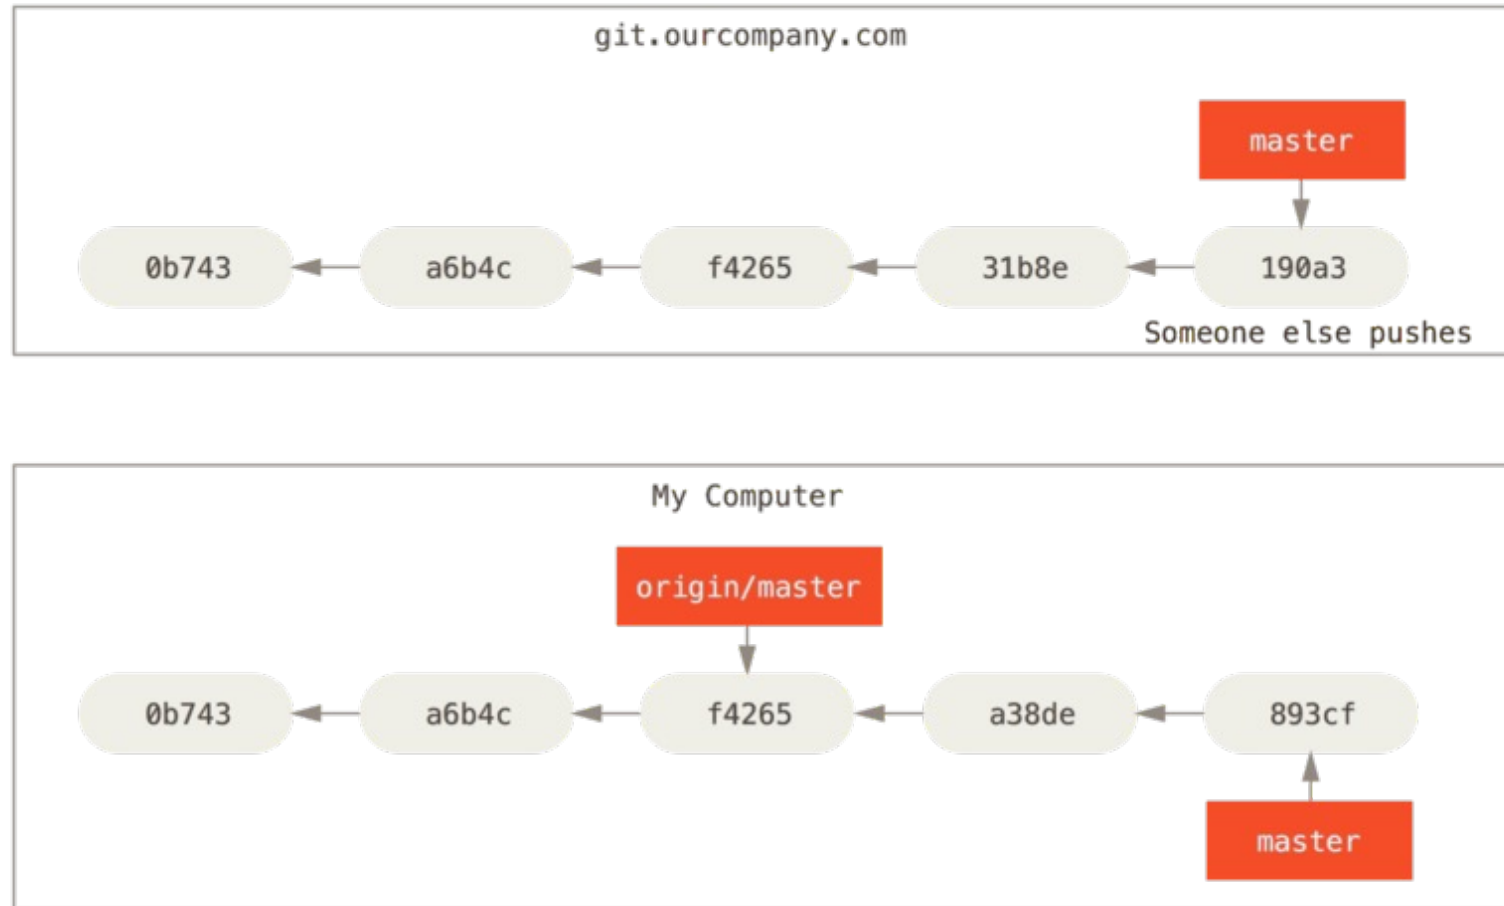 git.ourcompany.com
master
0b743 a6b4c f4265 31b8e 190a3
Someone else pushes
My Computer
origin/master
0b743 a6b4c f4265 a38de 893cf
master